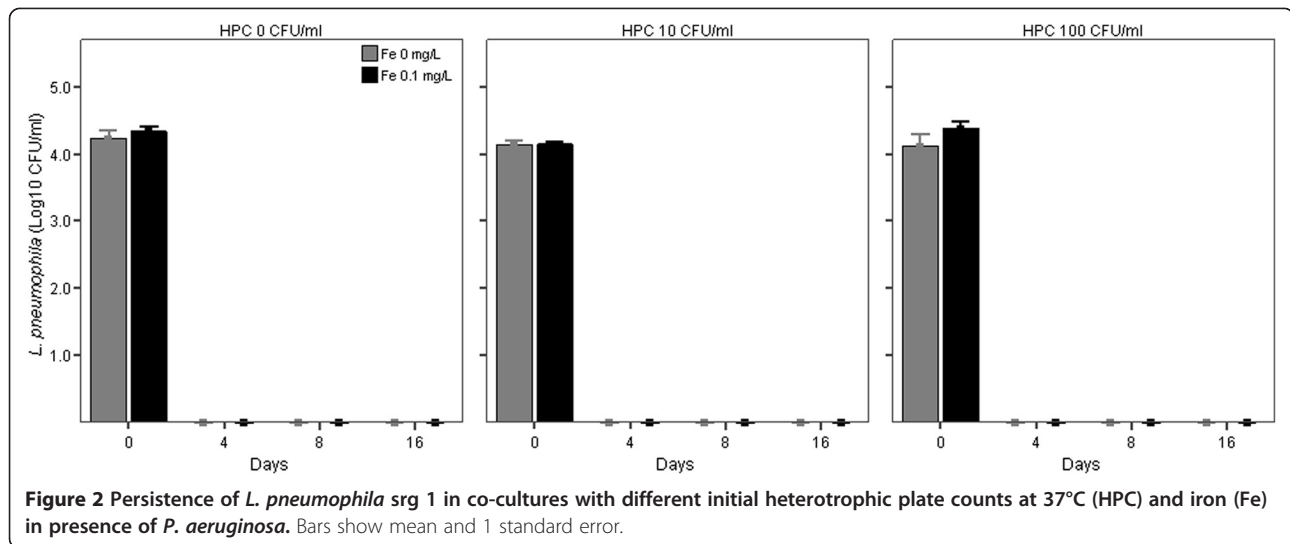 HPC 0 CFU/ml
HPC 10 CFU/ml
HPC 100 CFU/ml
Fe 0 mg/L
Fe 0.1 mg/L
L. pneumophila (Log10 CFU/ml)
5.0
4.0
3.0
2.0
1.0
0 4 8 16
0 4 8 16
0 4 8 16
Days
Days
Days
Figure 2 Persistence of L. pneumophila srg 1 in co-cultures with different initial heterotrophic plate counts at 37°C (HPC) and iron (Fe)
in presence of P. aeruginosa. Bars show mean and 1 standard error.